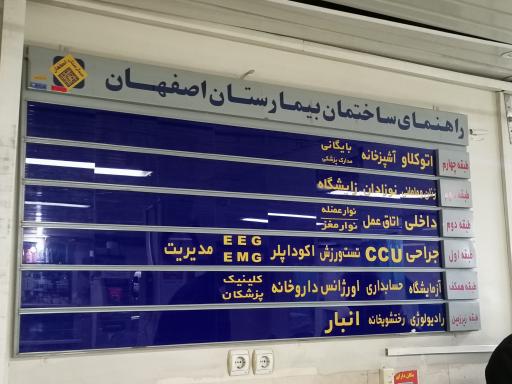 راهنمای ساختمان بیمارستان اصفهان
طبقه چهارم اتوکلاو آشپزخانه بایگانی مدارک پزشکی
طبقه سوم زنان و مامایی نوزادان زایشگاه
طبقه دوم داخلی اتاق عمل نوار عضله نوار مغز
طبقه اول جراحی CCU تست ورزش اکوداپلر EEG EMG مدیریت
طبقه همکف آزمایشگاه حسابداری اورژانس داروخانه کلینیک پزشکان
طبقه زیرزمین رادیولوژی رختشویخانه انبار